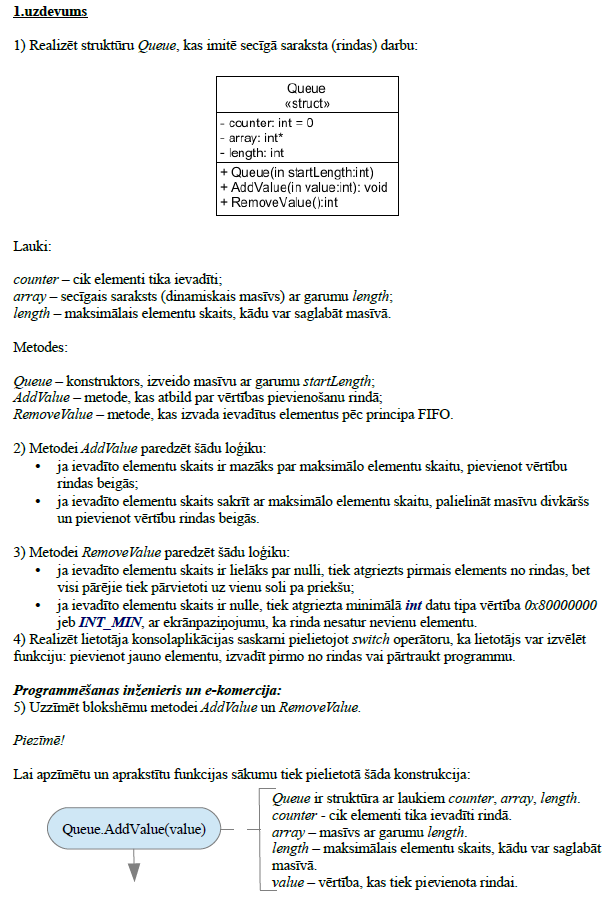 1.uzdevums
1) Realizēt struktūru Queue, kas imitē secīgā saraksta (rindas) darbu:
Queue
«struct»
- counter: int = 0
- array: int*
- length: int
+ Queue(in startLength:int)
+ AddValue(in value:int): void
+ RemoveValue():int
Lauki:
counter – cik elementi tika ievadīti;
array – secīgais saraksts (dinamiskais masīvs) ar garumu length;
length – maksimālais elementu skaits, kādu var saglabāt masīvā.
Metodes:
Queue – konstruktors, izveido masīvu ar garumu startLength;
AddValue – metode, kas atbild par vērtības pievienošanu rindā;
RemoveValue – metode, kas izvada ievadītus elementus pēc principa FIFO.
2) Metodei AddValue paredzēt šādu loģiku:
• ja ievadīto elementu skaits ir mazāks par maksimālo elementu skaitu, pievienot vērtību
rindas beigās;
• ja ievadīto elementu skaits sakrīt ar maksimālo elementu skaitu, palielināt masīvu divkāršs
un pievienot vērtību rindas beigās.
3) Metodei RemoveValue paredzēt šādu loģiku:
• ja ievadīto elementu skaits ir lielāks par nulli, tiek atgriezts pirmais elements no rindas, bet
visi pārējie tiek pārvietoti uz vienu soli pa priekšu;
• ja ievadīto elementu skaits ir nulle, tiek atgriezta minimālā int datu tipa vērtība 0x80000000
jeb INT_MIN, ar ekrānpaziņojumu, ka rinda nesatur nevienu elementu.
4) Realizēt lietotāja konsolaplikācijas saskarni pielietojot switch operātoru, ka lietotājs var izvēlēt
funkciju: pievienot jauno elementu, izvadīt pirmo no rindas vai pārtraukt programmu.
Programmēšanas inženieris un e-komercija:
5) Uzzīmēt blokshēmu metodei AddValue un RemoveValue.
Piezīmē!
Lai apzīmētu un aprakstītu funkcijas sākumu tiek pielietotā šāda konstrukcija:
Queue.AddValue(value)
Queue ir struktūra ar laukiem counter, array, length.
counter - cik elementi tika ievadīti rindā.
array – masīvs ar garumu length.
length – maksimālais elementu skaits, kādu var saglabāt
masīvā.
value – vērtība, kas tiek pievienota rindai.